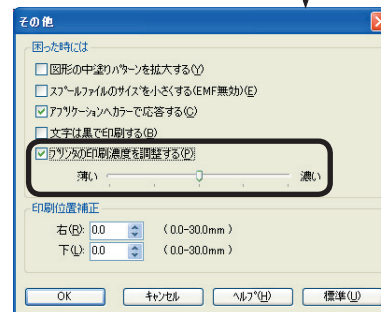 その他
困った時には
図形の中塗りパターンを拡大する(Y)
スプールファイルのサイズを小さくする(EMF無効)(E)
アプリケーションへカラーで応答する(C)
文字は黒で印刷する(B)
プリンタの印刷濃度を調整する(P)
薄い 濃い
印刷位置補正
右(R): 0.0 (0.0-30.0mm)
下(L): 0.0 (0.0-30.0mm)
OK キャンセル ヘルプ(H) 標準(U)